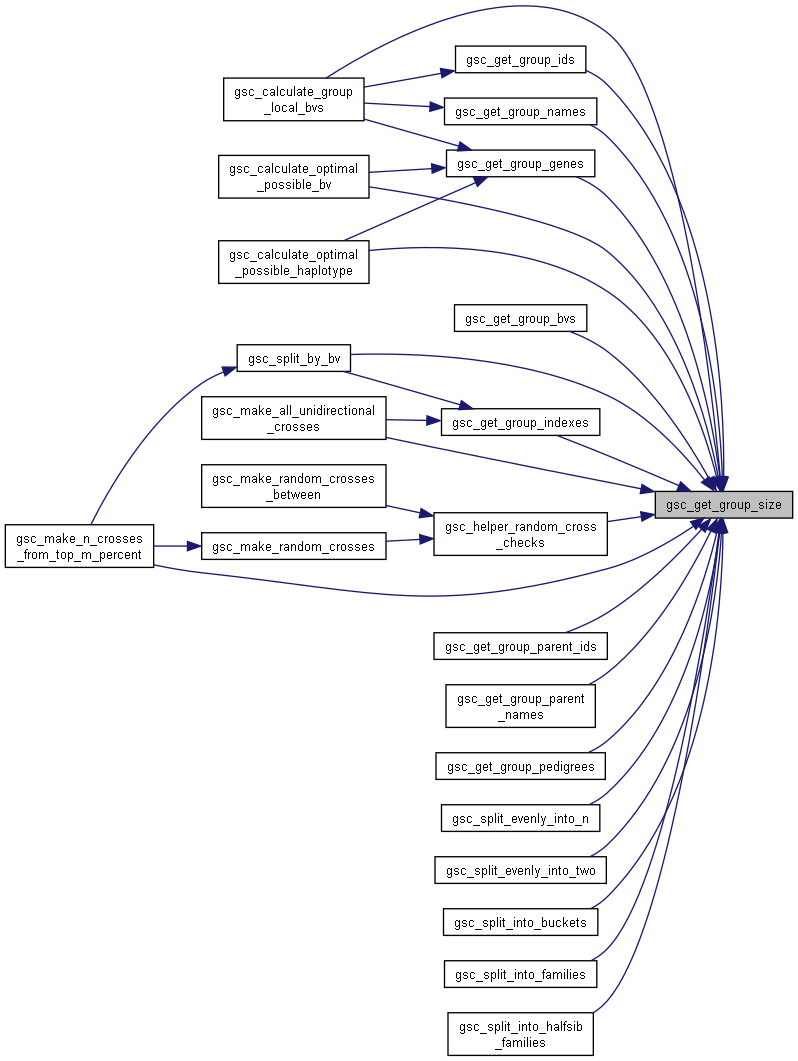 gsc_get_group_ids
gsc_calculate_group
_local_bvs
gsc_get_group_names
gsc_get_group_genes
gsc_calculate_optimal
_possible_bv
gsc_calculate_optimal
_possible_haplotype
gsc_get_group_bvs
gsc_split_by_bv
gsc_make_all_unidirectional
_crosses
gsc_get_group_indexes
gsc_make_random_crosses
_between
gsc_get_group_size
gsc_helper_random_cross
_checks
gsc_make_n_crosses
_from_top_m_percent
gsc_make_random_crosses
gsc_get_group_parent_ids
gsc_get_group_parent
_names
gsc_get_group_pedigrees
gsc_split_evenly_into_n
gsc_split_evenly_into_two
gsc_split_into_buckets
gsc_split_into_families
gsc_split_into_halfsib
_families